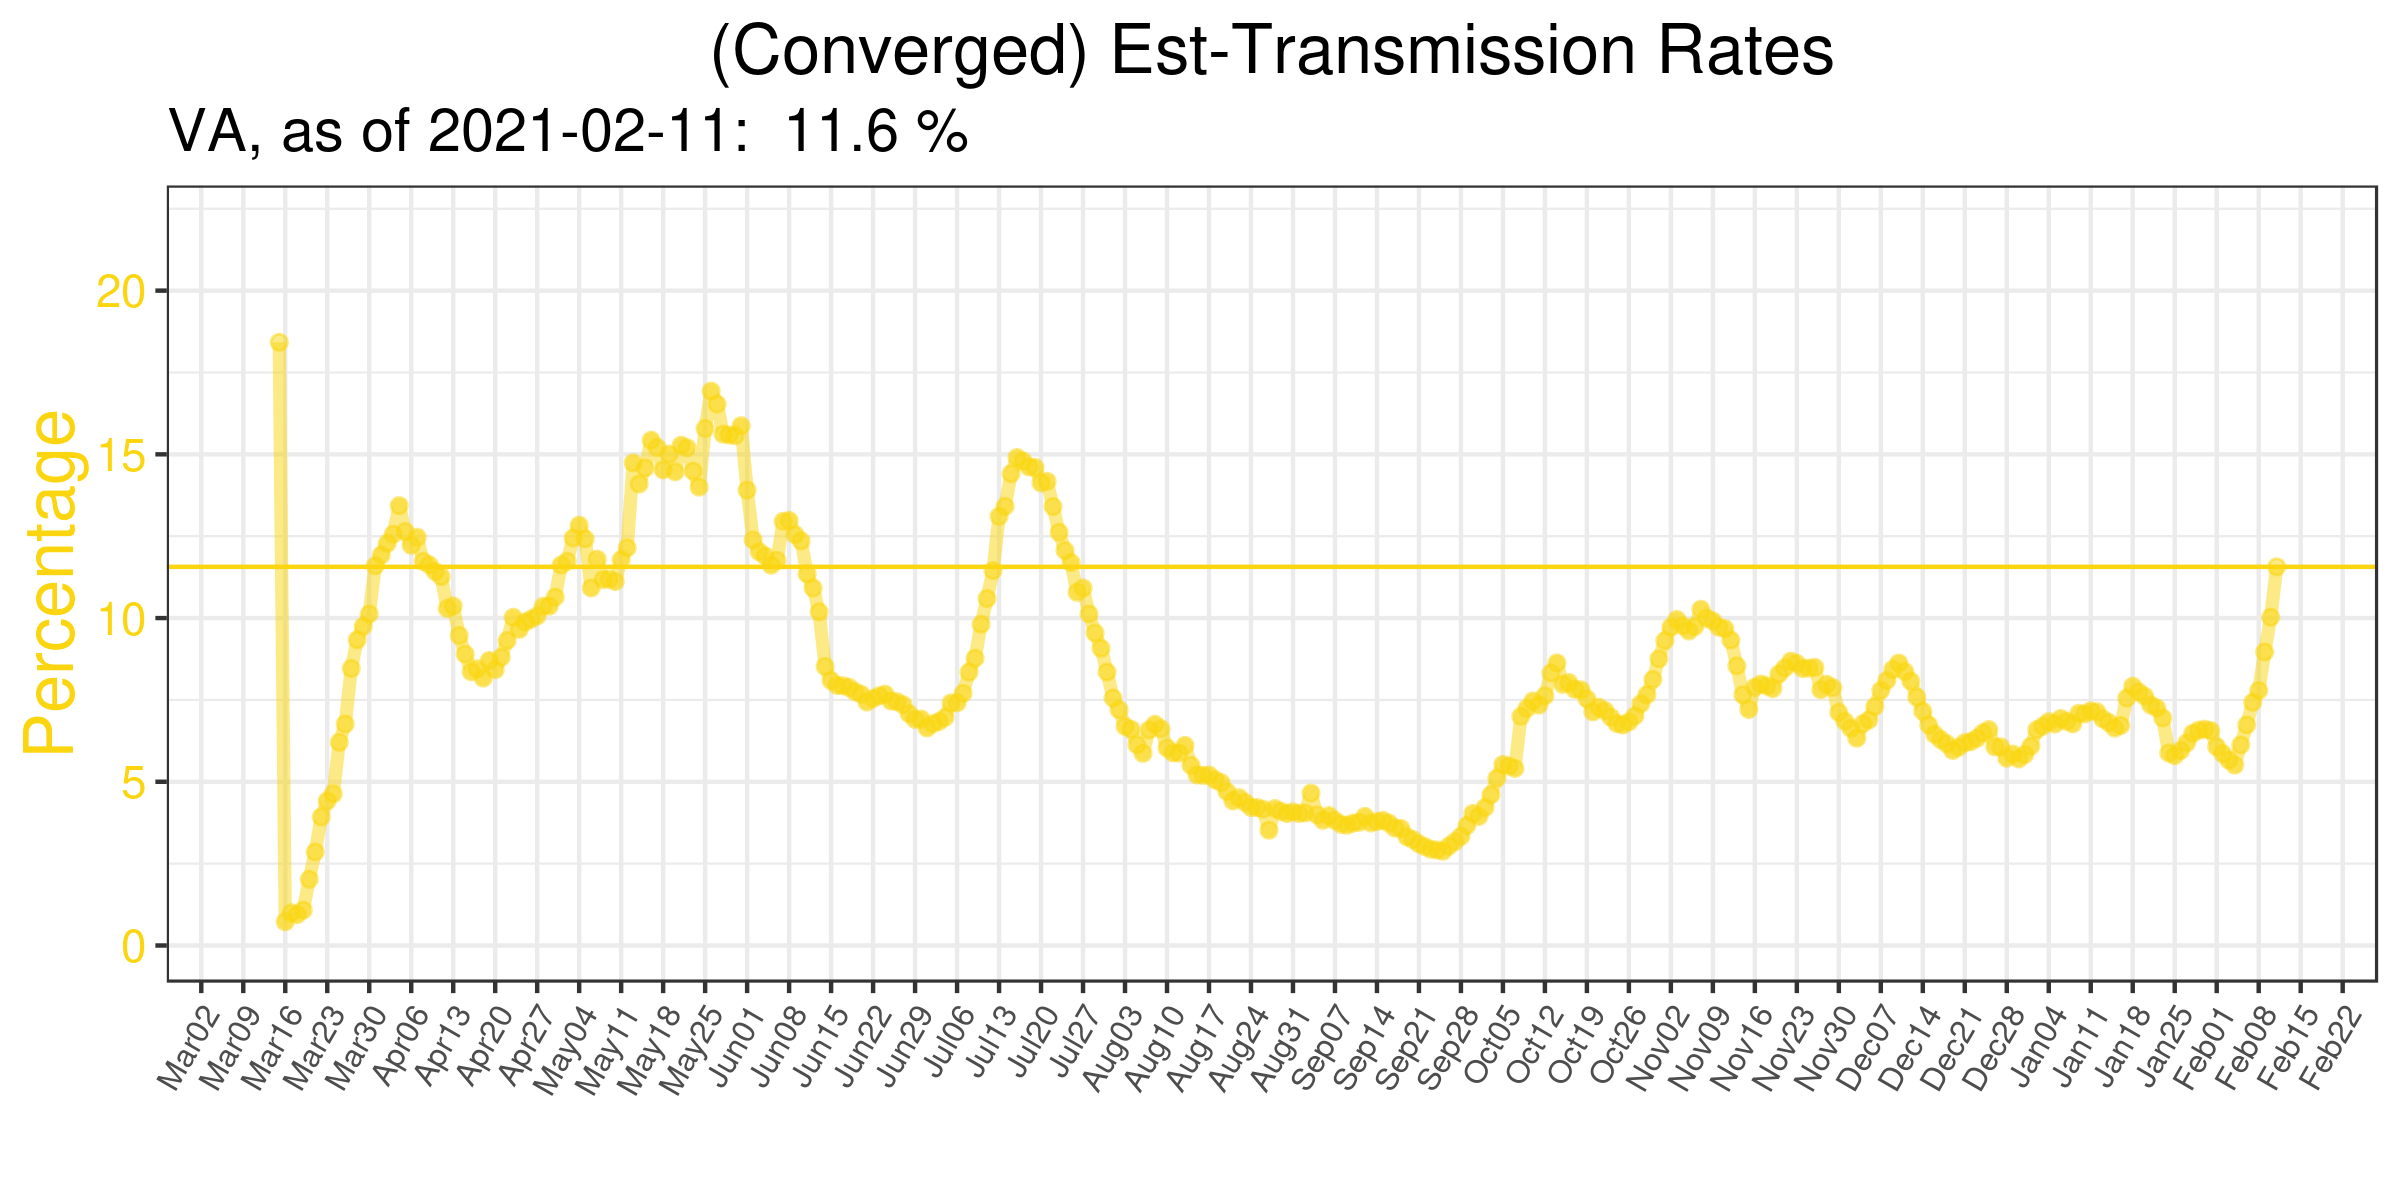 (Converged) Est-Transmission Rates
VA, as of 2021-02-11:  11.6 %
Percentage
20
15
10
5
0
Mar02
Mar09
Mar16
Mar23
Mar30
Apr06
Apr13
Apr20
Apr27
May04
May11
May18
May25
Jun01
Jun08
Jun15
Jun22
Jun29
Jul06
Jul13
Jul20
Jul27
Aug03
Aug10
Aug17
Aug24
Aug31
Sep07
Sep14
Sep21
Sep28
Oct05
Oct12
Oct19
Oct26
Nov02
Nov09
Nov16
Nov23
Nov30
Dec07
Dec14
Dec21
Dec28
Jan04
Jan11
Jan18
Jan25
Feb01
Feb08
Feb15
Feb22